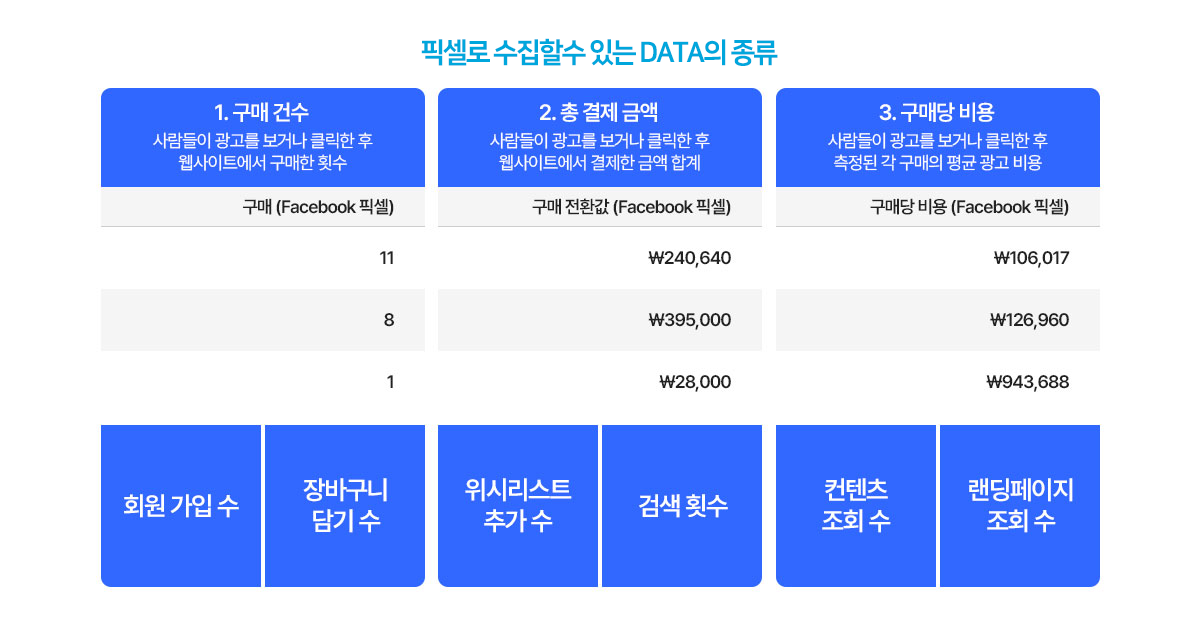 픽셀로 수집할수 있는 DATA의 종류
1. 구매 건수
사람들이 광고를 보거나 클릭한 후
웹사이트에서 구매한 횟수
구매 (Facebook 픽셀)
11
8
1
2. 총 결제 금액
사람들이 광고를 보거나 클릭한 후
웹사이트에서 결제한 금액 합계
구매 전환값 (Facebook 픽셀)
₩240,640
₩395,000
₩28,000
3. 구매당 비용
사람들이 광고를 보거나 클릭한 후
측정된 각 구매의 평균 광고 비용
구매당 비용 (Facebook 픽셀)
₩106,017
₩126,960
₩943,688
회원 가입 수
장바구니
담기 수
위시리스트
추가 수
검색 횟수
컨텐츠
조회 수
랜딩페이지
조회 수